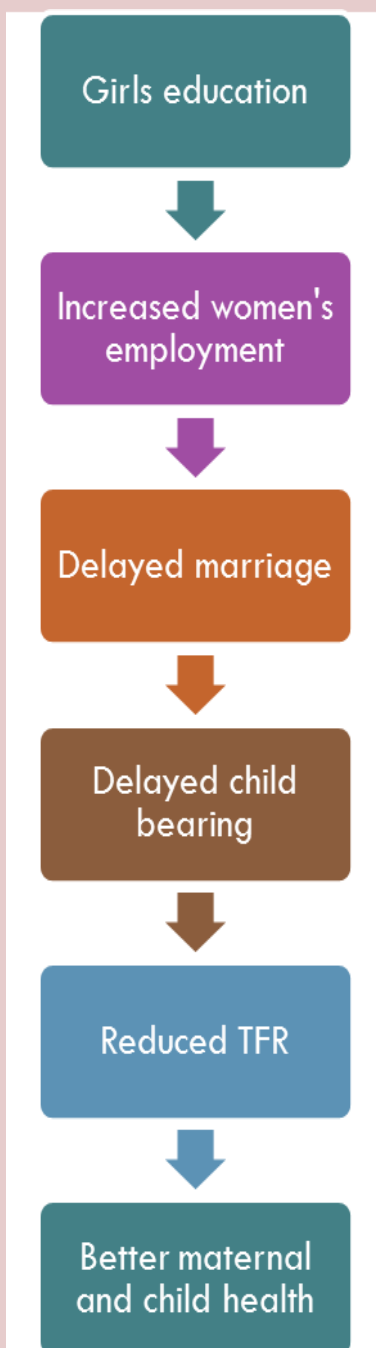 Girls education
Increased women's
employment
Delayed marriage
Delayed child
bearing
Reduced TFR
Better maternal
and child health